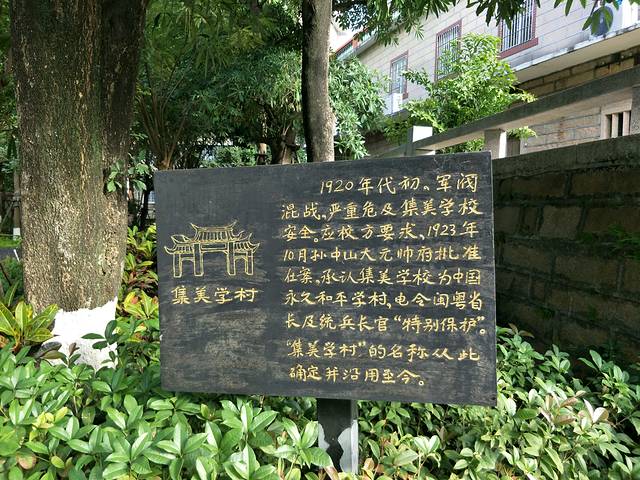 集美学村
1920年代初。军阀
混战，严重危及集美学校
安全。应校方要求，1923年
10月孙中山大元帅府批准
在案，承认集美学校为中国
永久和平学村，电令闽粤省
长及统兵长官“特别保护”。
“集美学村”的名称从此
确定并沿用至今。